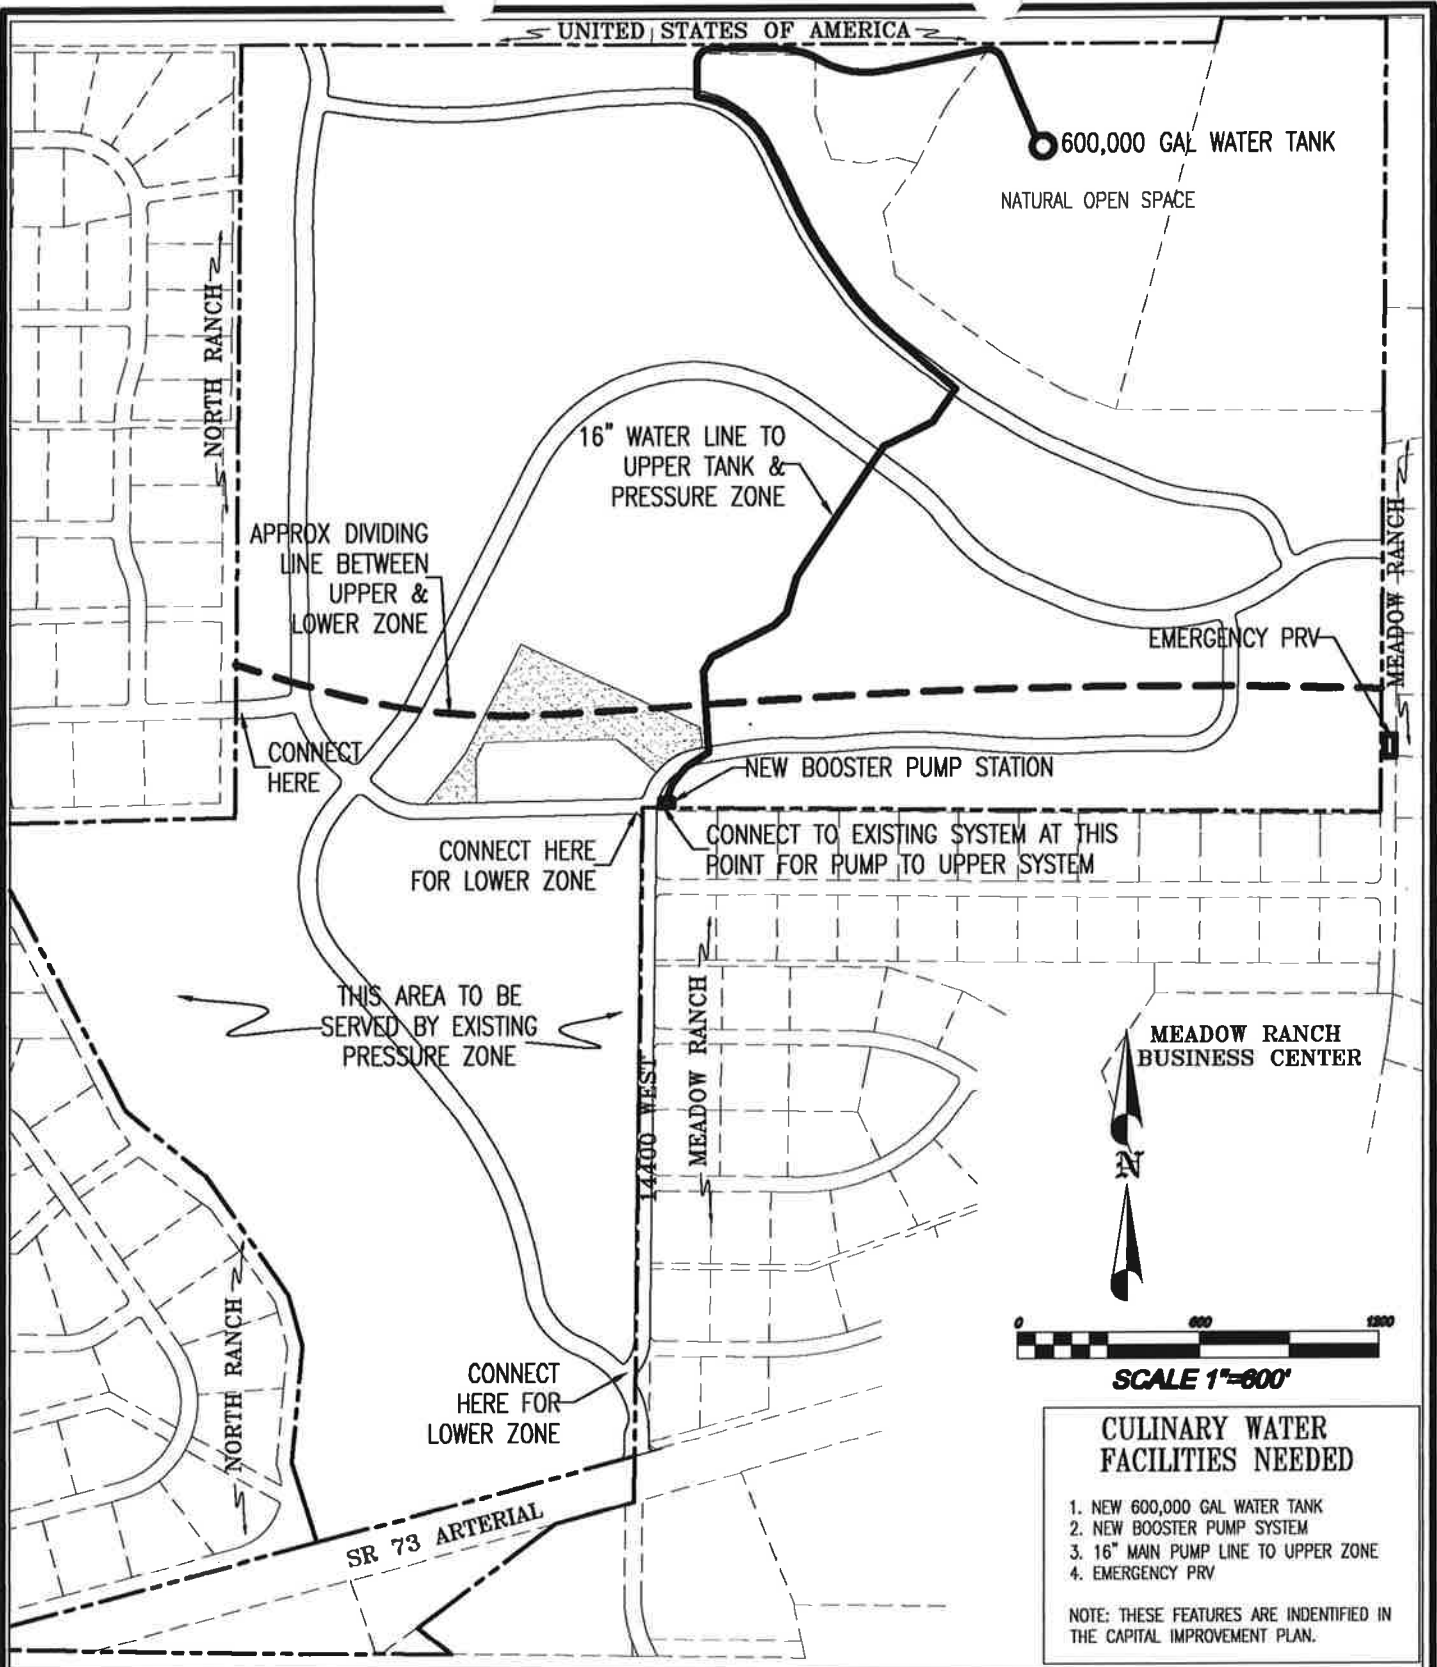 UNITED STATES OF AMERICA
600,000 GAL WATER TANK
NATURAL OPEN SPACE
NORTH RANCH
16" WATER LINE TO
UPPER TANK &
PRESSURE ZONE
APPROX DIVIDING
LINE BETWEEN
UPPER &
LOWER ZONE
MEADOW RANCH
EMERGENCY PRV
CONNECT
HERE
NEW BOOSTER PUMP STATION
CONNECT HERE
FOR LOWER ZONE
CONNECT TO EXISTING SYSTEM AT THIS
POINT FOR PUMP TO UPPER SYSTEM
THIS AREA TO BE
SERVED BY EXISTING
PRESSURE ZONE
14400 WEST
MEADOW RANCH
MEADOW RANCH
BUSINESS CENTER
N
0 600 1200
SCALE 1"=600'
NORTH RANCH
CONNECT
HERE FOR
LOWER ZONE
SR 73 ARTERIAL
CULINARY WATER
FACILITIES NEEDED
1. NEW 600,000 GAL WATER TANK
2. NEW BOOSTER PUMP SYSTEM
3. 16" MAIN PUMP LINE TO UPPER ZONE
4. EMERGENCY PRV
NOTE: THESE FEATURES ARE INDENTIFIED IN
THE CAPITAL IMPROVEMENT PLAN.